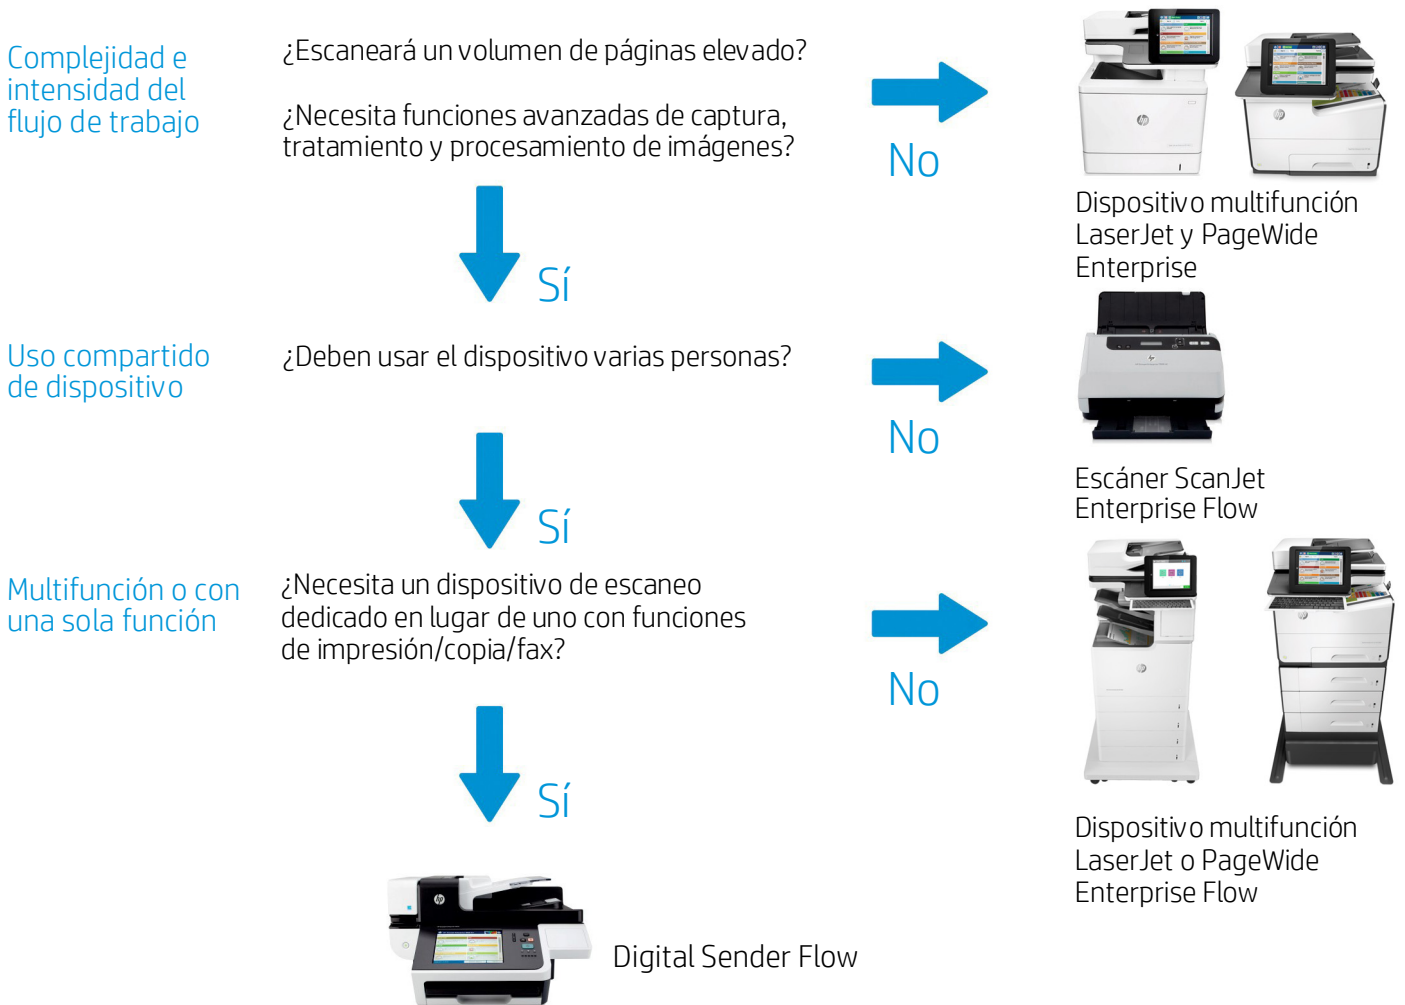 Complejidad e
intensidad del
flujo de trabajo
¿Escaneará un volumen de páginas elevado?
¿Necesita funciones avanzadas de captura,
tratamiento y procesamiento de imágenes?
No
Dispositivo multifunción
LaserJet y PageWide
Enterprise
Sí
Uso compartido
de dispositivo
¿Deben usar el dispositivo varias personas?
No
Escáner ScanJet
Enterprise Flow
Sí
Multifunción o con
una sola función
¿Necesita un dispositivo de escaneo
dedicado en lugar de uno con funciones
de impresión/copia/fax?
No
Dispositivo multifunción
LaserJet o PageWide
Enterprise Flow
Sí
Digital Sender Flow